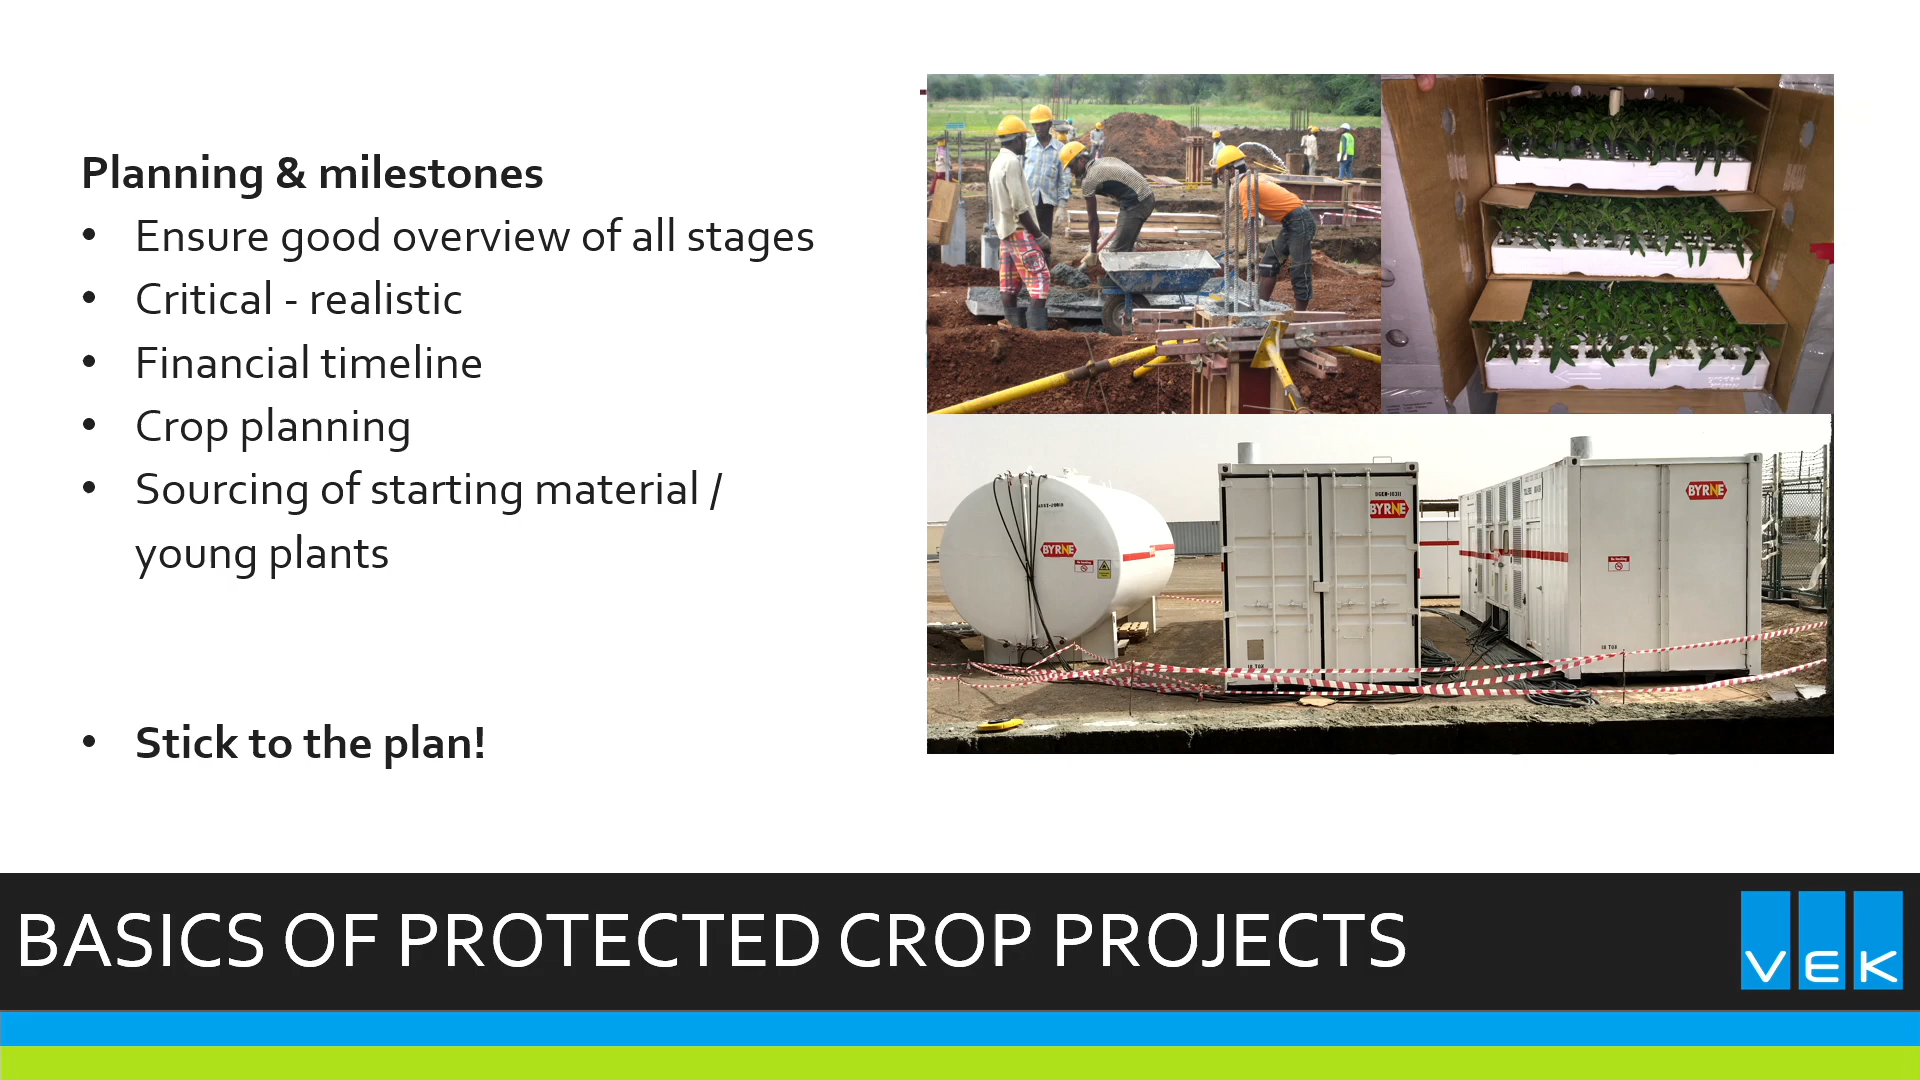 Planning & milestones
• Ensure good overview of all stages
• Critical - realistic
• Financial timeline
• Crop planning
• Sourcing of starting material /
young plants
• Stick to the plan!
BYRNE
BYRNE
BYRNE
BASICS OF PROTECTED CROP PROJECTS
VEK